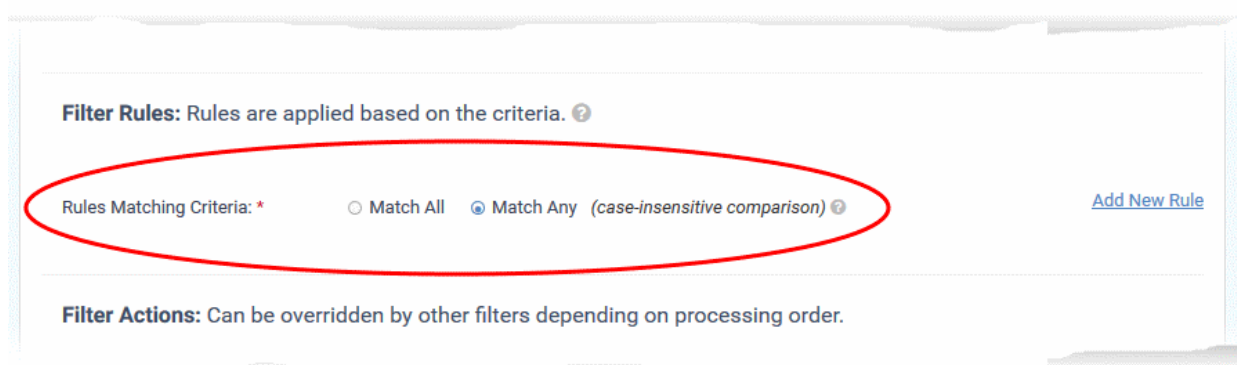 Filter Rules: Rules are applied based on the criteria. ?
Rules Matching Criteria: * Match All Match Any (case-insensitive comparison) ? Add New Rule
Filter Actions: Can be overridden by other filters depending on processing order.